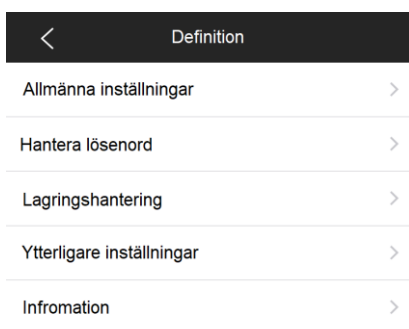 Definition
Allmänna inställningar
Hantera lösenord
Lagringshantering
Ytterligare inställningar
Infromation